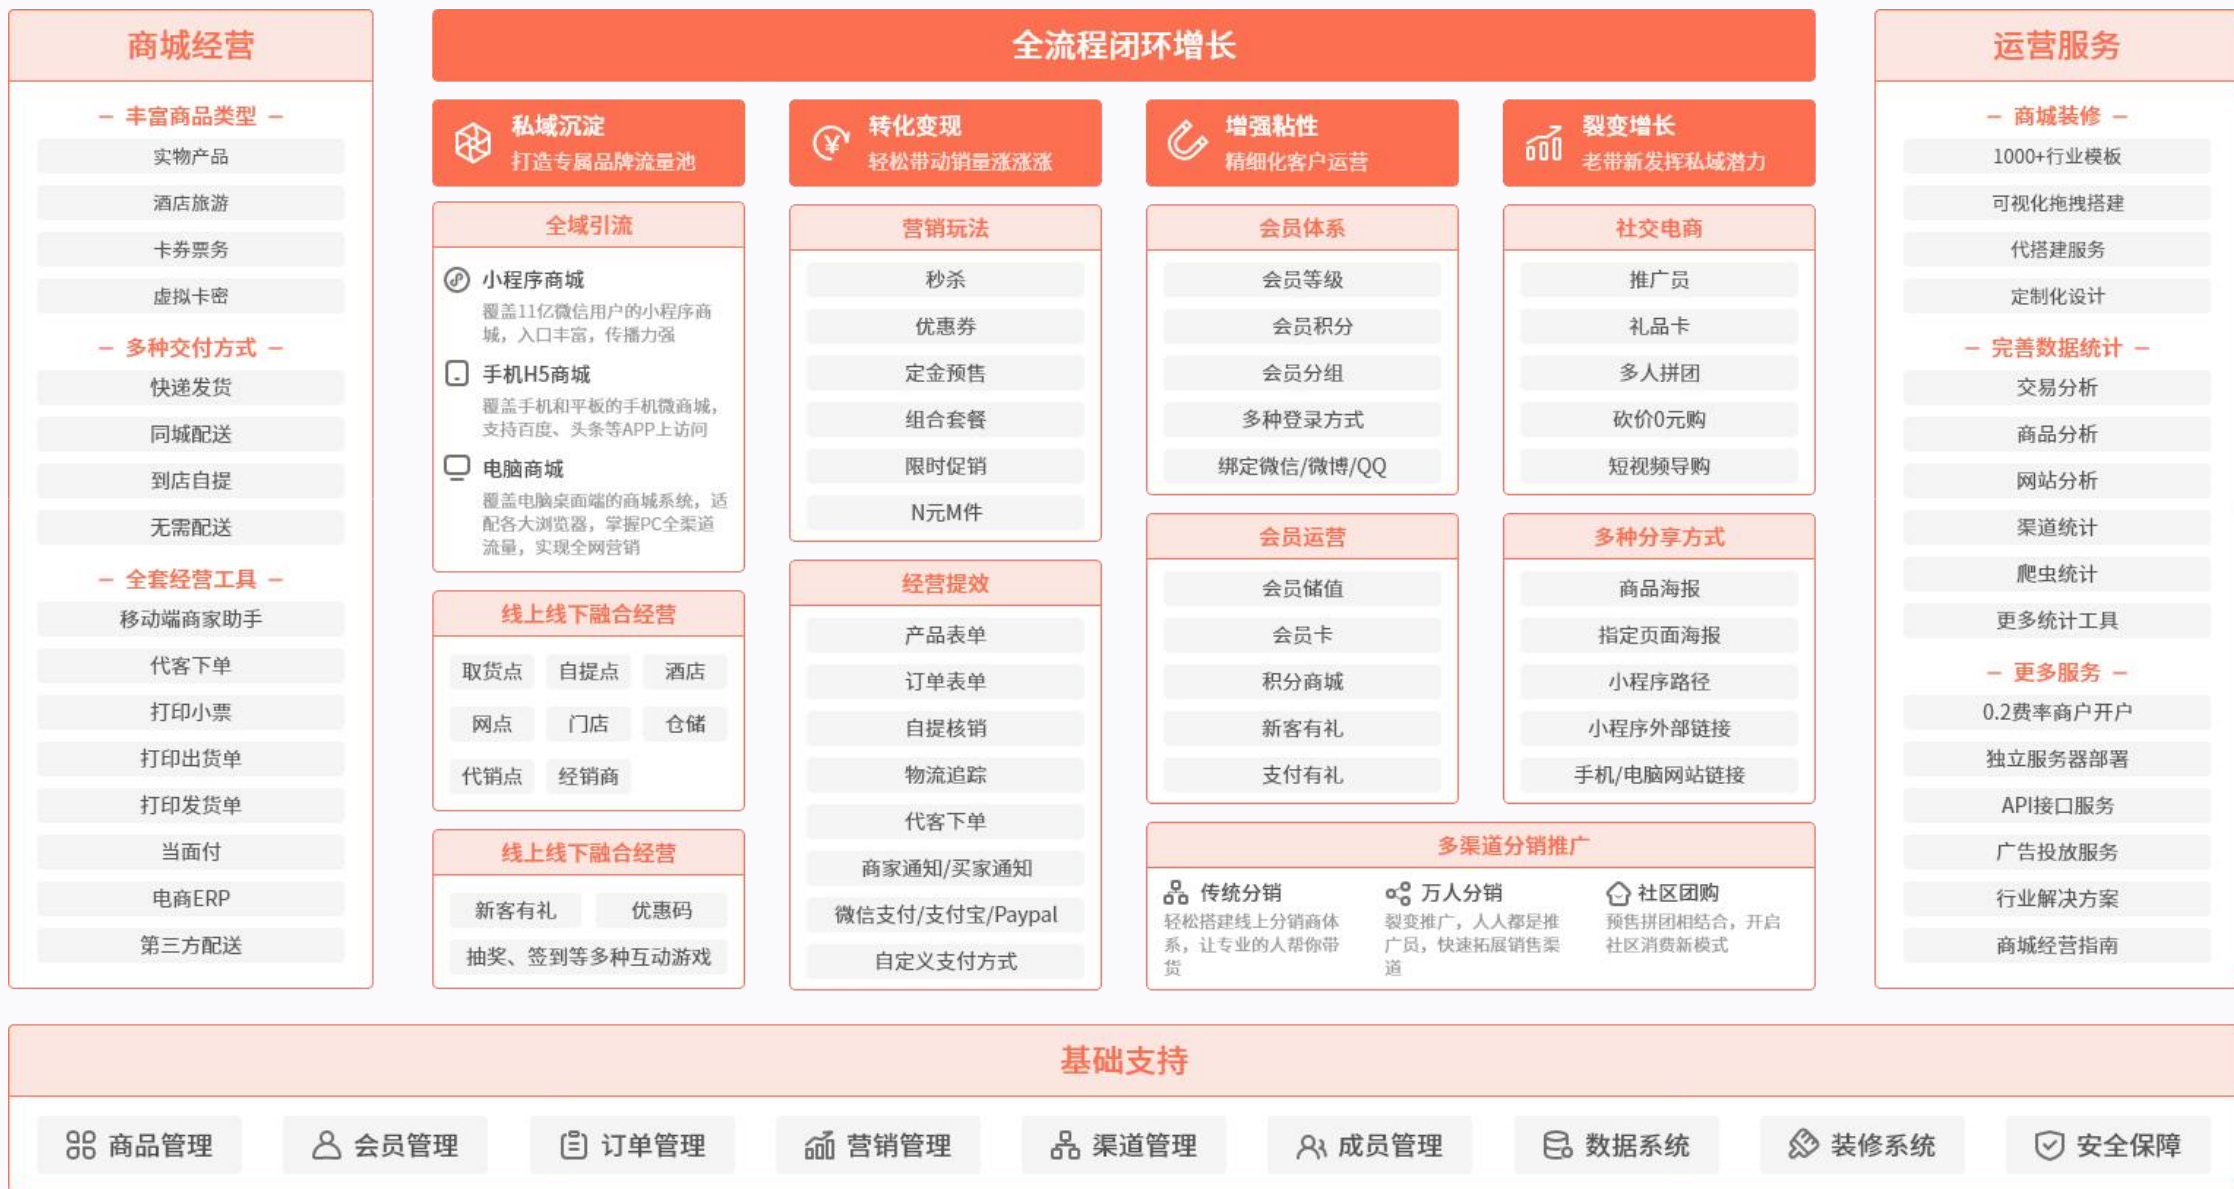 商城经营
丰富商品类型
实物产品
酒店旅游
卡券票务
虚拟卡密
多种交付方式
快递发货
同城配送
到店自提
无需配送
全套经营工具
移动端商家助手
代客下单
打印小票
打印出货单
打印发货单
当面付
电商ERP
第三方配送
全流程闭环增长
私域沉淀
打造专属品牌流量池
全域引流
小程序商城
覆盖11亿微信用户的小程序商
城，入口丰富，传播力强
手机H5商城
覆盖手机和平板的手机微商城，
支持百度、头条等APP上访问
电脑商城
覆盖电脑桌面端的商城系统，适
配各大浏览器，掌握PC全渠道
流量，实现全网营销
线上线下融合经营
取货点 自提点 酒店
网点 门店 仓储
代销点 经销商
线上线下融合经营
新客有礼 优惠码
抽奖、签到等多种互动游戏
转化变现
轻松带动销量涨涨涨
营销玩法
秒杀
优惠券
定金预售
组合套餐
限时促销
N元M件
经营提效
产品表单
订单表单
自提核销
物流追踪
代客下单
商家通知/买家通知
微信支付/支付宝/Paypal
自定义支付方式
增强粘性
精细化客户运营
会员体系
会员等级
会员积分
会员分组
多种登录方式
绑定微信/微博/QQ
会员运营
会员储值
会员卡
积分商城
新客有礼
支付有礼
裂变增长
老带新发挥私域潜力
社交电商
推广员
礼品卡
多人拼团
砍价0元购
短视频导购
多种分享方式
商品海报
指定页面海报
小程序路径
小程序外部链接
手机/电脑网站链接
多渠道分销推广
传统分销
轻松搭建线上分销商体
系，让专业的人帮你带
货
万人分销
裂变推广，人人都是推
广员，快速拓展销售渠
道
社区团购
预售拼团相结合，开启
社区消费新模式
运营服务
商城装修
1000+行业模板
可视化拖拽搭建
代搭建服务
定制化设计
完善数据统计
交易分析
商品分析
网站分析
渠道统计
爬虫统计
更多统计工具
更多服务
0.2费率商户开户
独立服务器部署
API接口服务
广告投放服务
行业解决方案
商城经营指南
基础支持
商品管理 会员管理 订单管理 营销管理 渠道管理 成员管理 数据系统 装修系统 安全保障